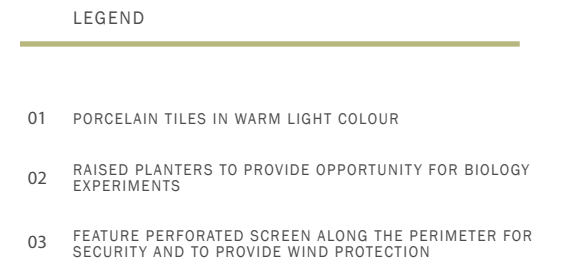 LEGEND
01 PORCELAIN TILES IN WARM LIGHT COLOUR
02 RAISED PLANTERS TO PROVIDE OPPORTUNITY FOR BIOLOGY
EXPERIMENTS
03 FEATURE PERFORATED SCREEN ALONG THE PERIMETER FOR
SECURITY AND TO PROVIDE WIND PROTECTION